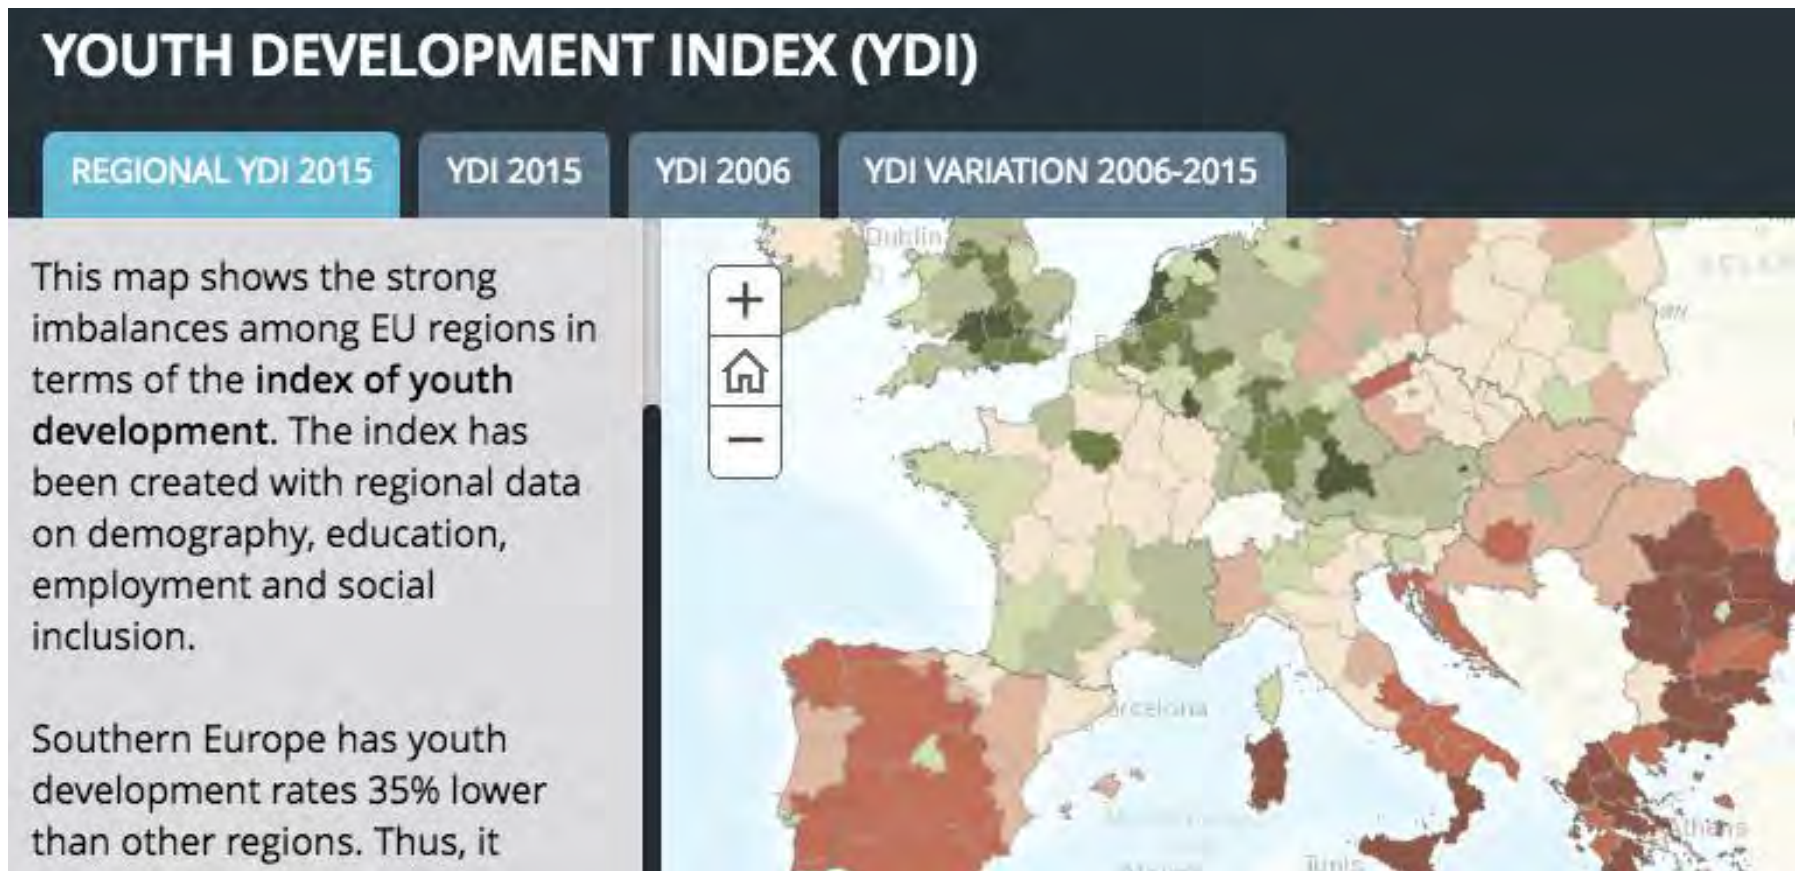 YOUTH DEVELOPMENT INDEX (YDI)
REGIONAL YDI 2015
YDI 2015
YDI 2006
YDI VARIATION 2006-2015
This map shows the strong
imbalances among EU regions in
terms of the index of youth
development. The index has
been created with regional data
on demography, education,
employment and social
inclusion.
Southern Europe has youth
development rates 35% lower
than other regions. Thus, it
Dublin
arcelona
Athens
Tunis